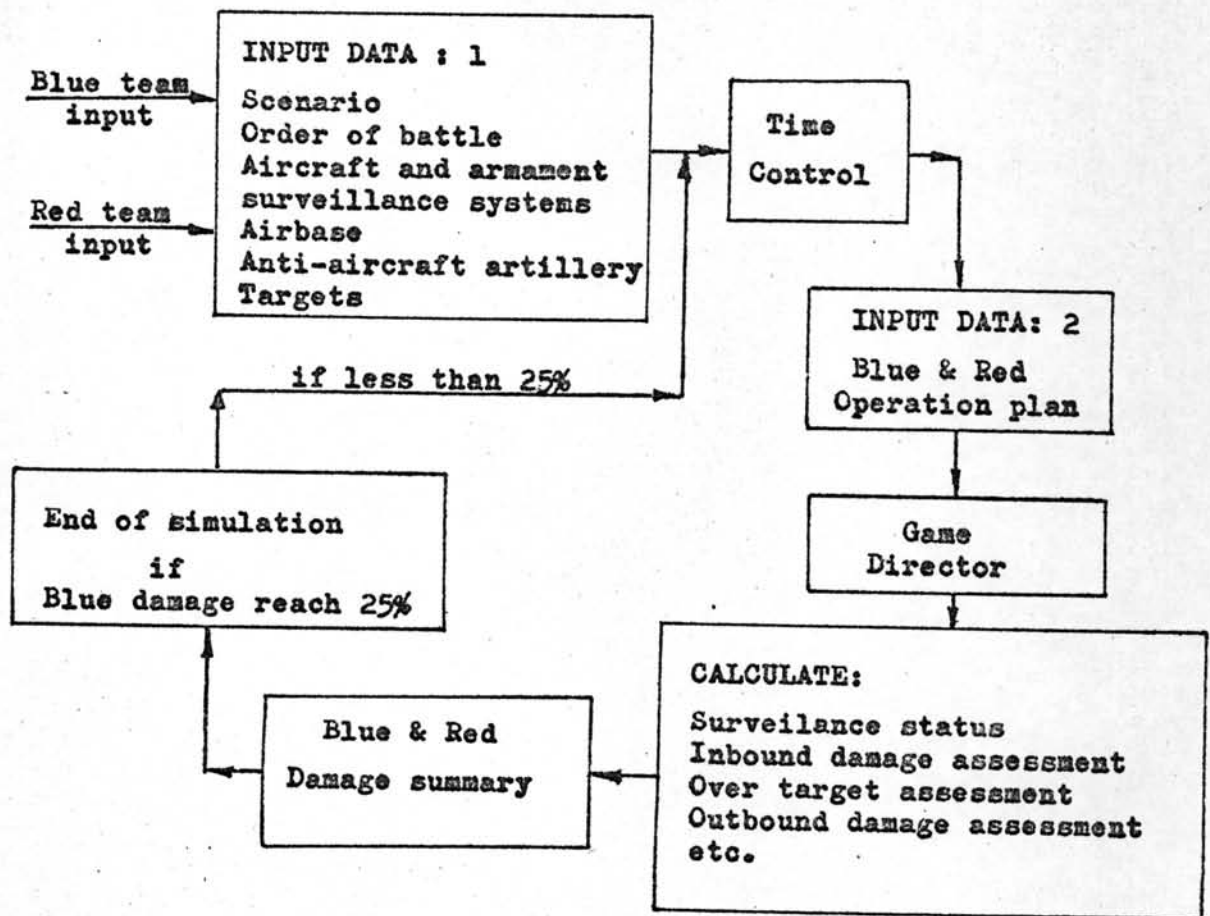 Blue team
input
Red team
input
INPUT DATA : 1
Scenario
Order of battle
Aircraft and armament
surveillance systems
Airbase
Anti-aircraft artillery
Targets
Time
Control
INPUT DATA: 2
Blue & Red
Operation plan
Game
Director
CALCULATE:
Surveilance status
Inbound damage assessment
Over target assessment
Outbound damage assessment
etc.
Blue & Red
Damage summary
End of simulation
if
Blue damage reach 25%
if less than 25%